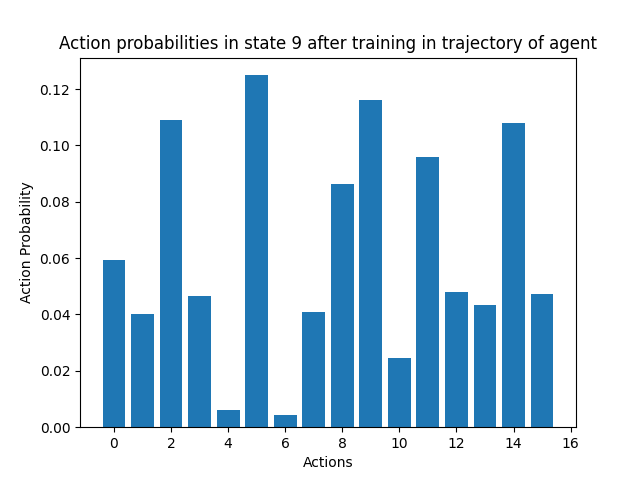 Action probabilities in state 9 after training in trajectory of agent
0.12
0.10
0.08
0.06
0.04
0.02
0.00
Action Probability
0 2 4 6 8 10 12 14 16
Actions